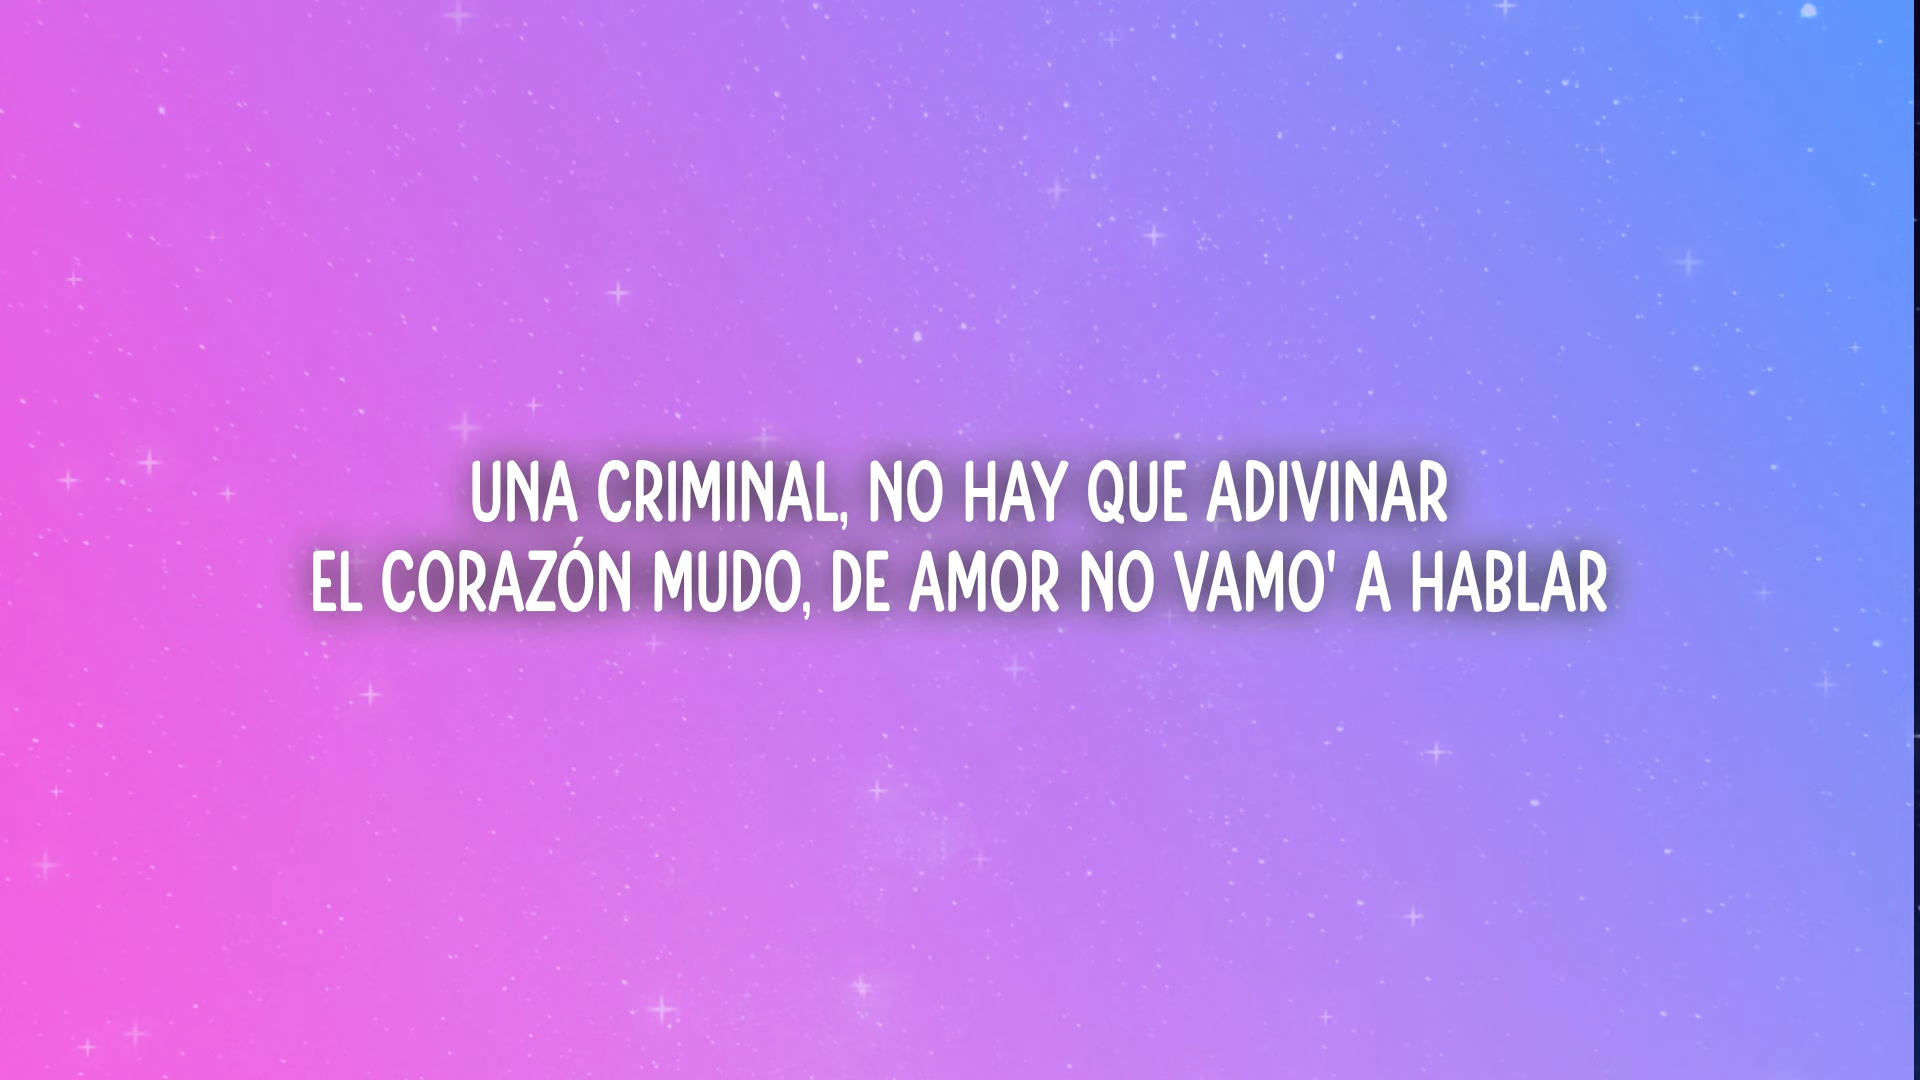 UNA CRIMINAL, NO HAY QUE ADIVINAR
EL CORAZÓN MUDO, DE AMOR NO VAMO' A HABLAR